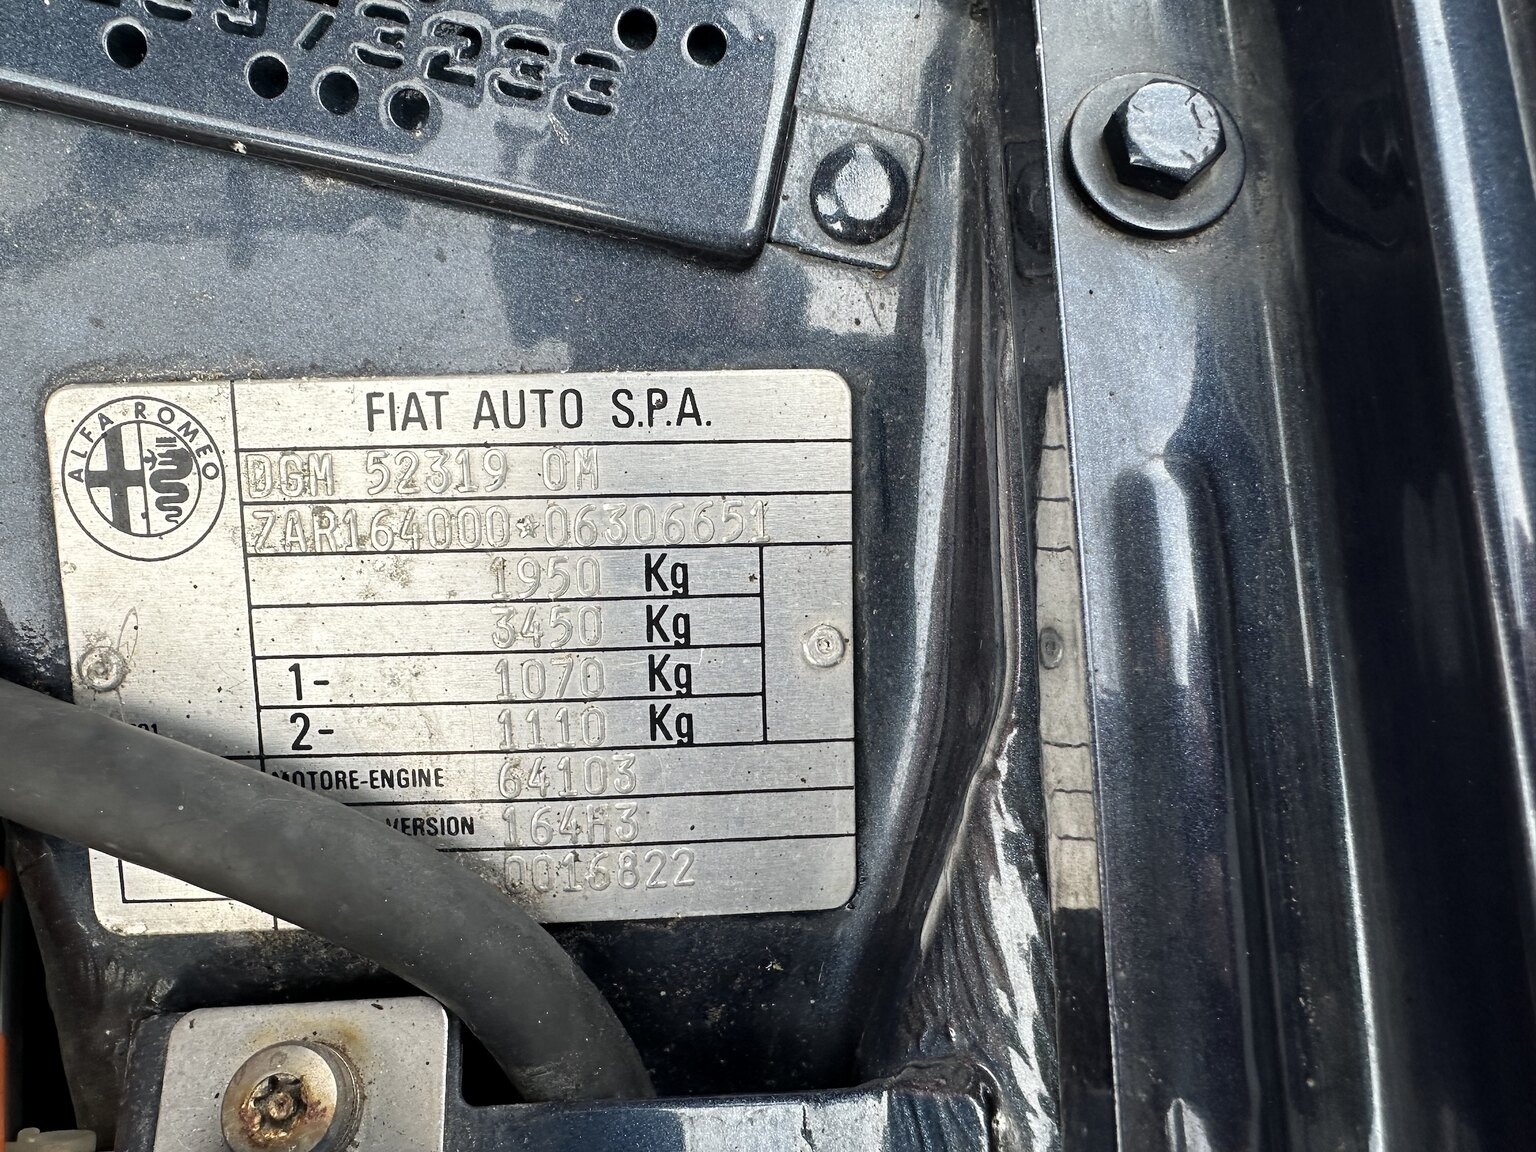 73233
ALFA ROMEO
FIAT AUTO S.P.A.
DGM 52319 OM
ZAR164000*06306651
1950 Kg
3450 Kg
1- 1070 Kg
2- 1110 Kg
MOTORE-ENGINE 64103
VERSION 164H3
0016822